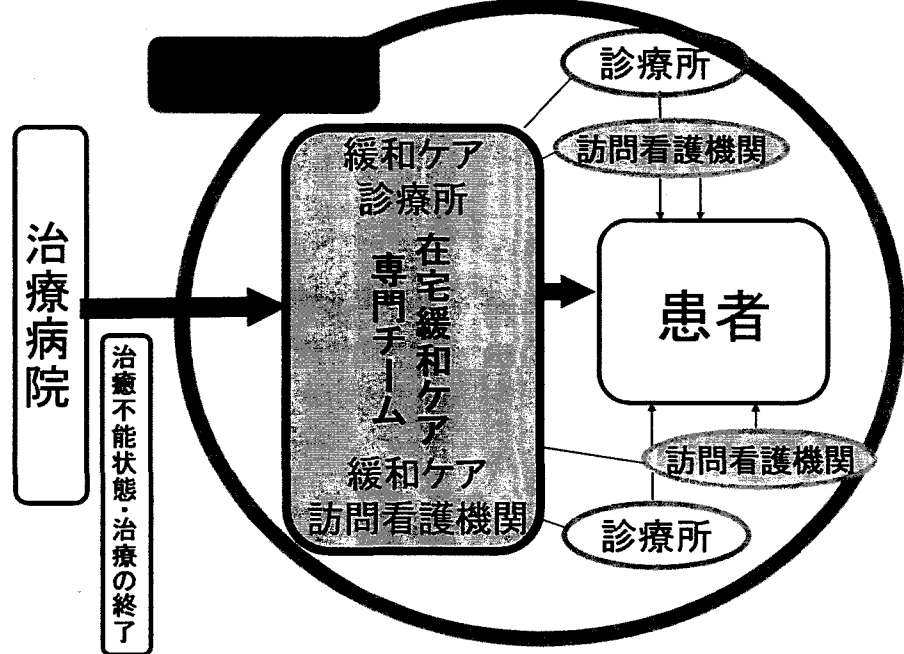 治療病院
治癒不能状態・治療の終了
緩和ケア
診療所
在宅緩和ケア
専門チーム
緩和ケア
訪問看護機関
診療所
訪問看護機関
患者
訪問看護機関
診療所